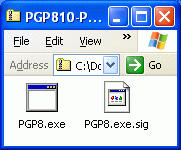 PGP810-P...
File Edit View »
Address C:\Do Go
PGP8.exe PGP8.exe.sig